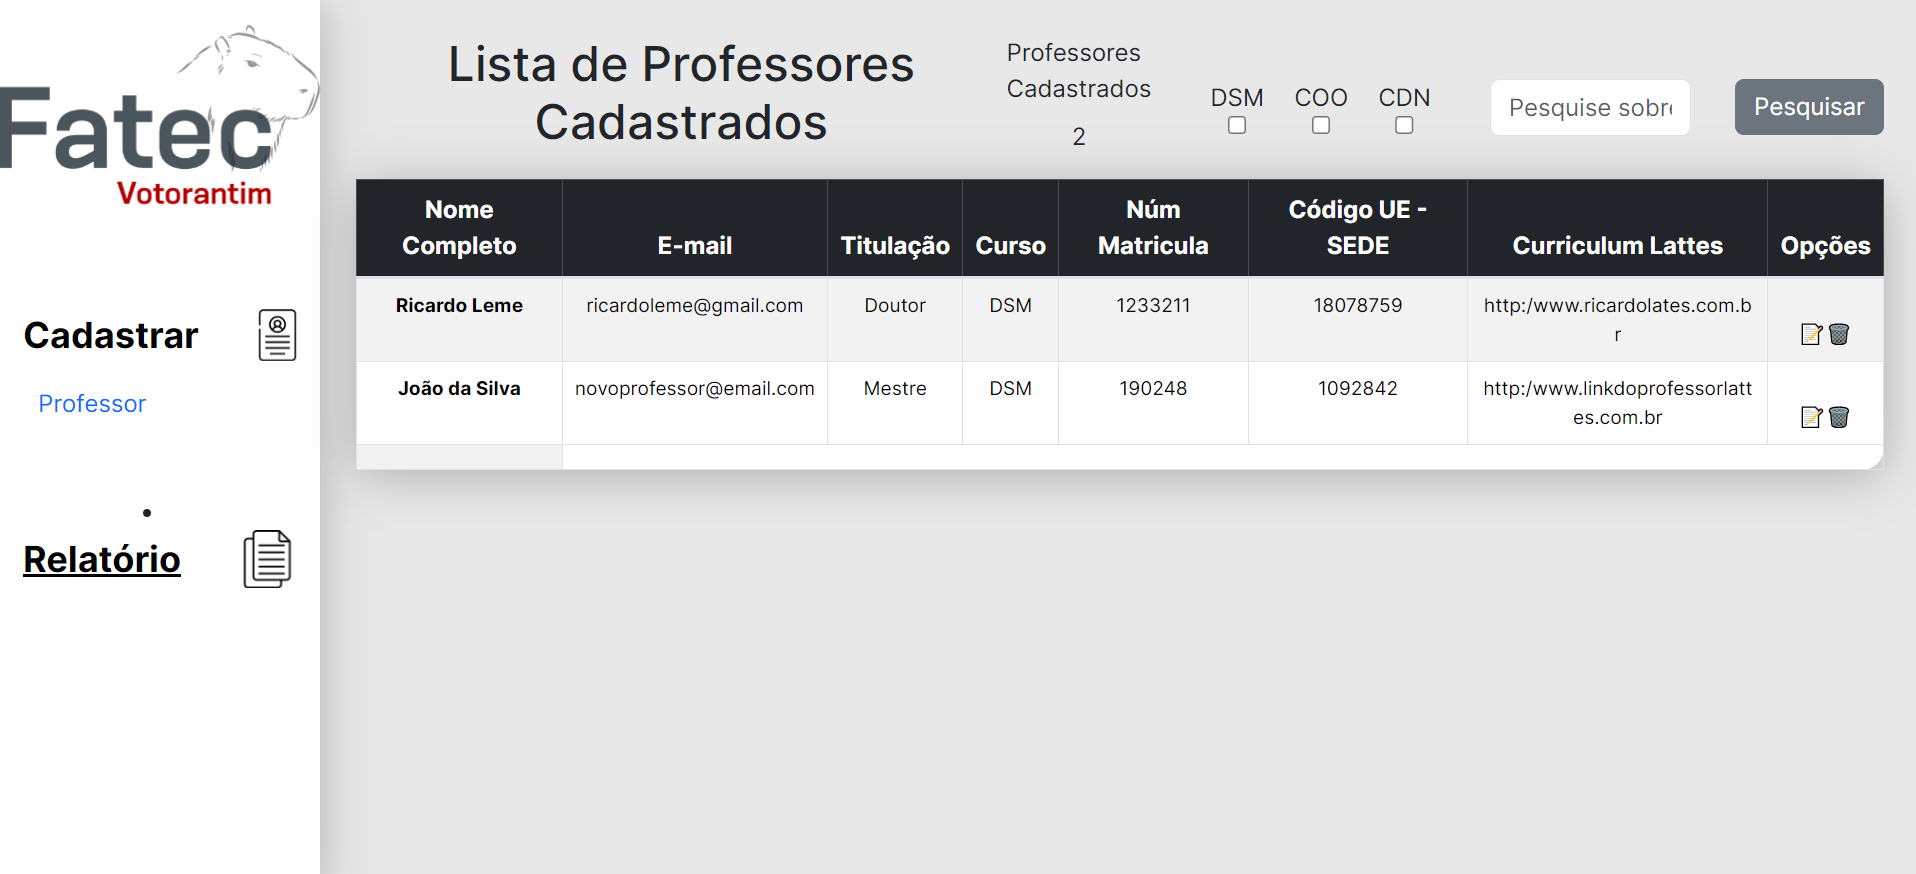 Fatec
Votorantim
Cadastrar
Professor
Relatório
Lista de Professores
Cadastrados
Professores
Cadastrados
2
DSM COO CDN
Pesquise sobre
Pesquisar
Nome Completo E-mail Titulação Curso Núm Matricula Código UE - SEDE Curriculum Lattes Opções
Ricardo Leme ricardoleme@gmail.com Doutor DSM 1233211 18078759 http:/www.ricardolates.com.b
r
João da Silva novoprofessor@email.com Mestre DSM 190248 1092842 http:/www.linkdoprofessorlatt
es.com.br